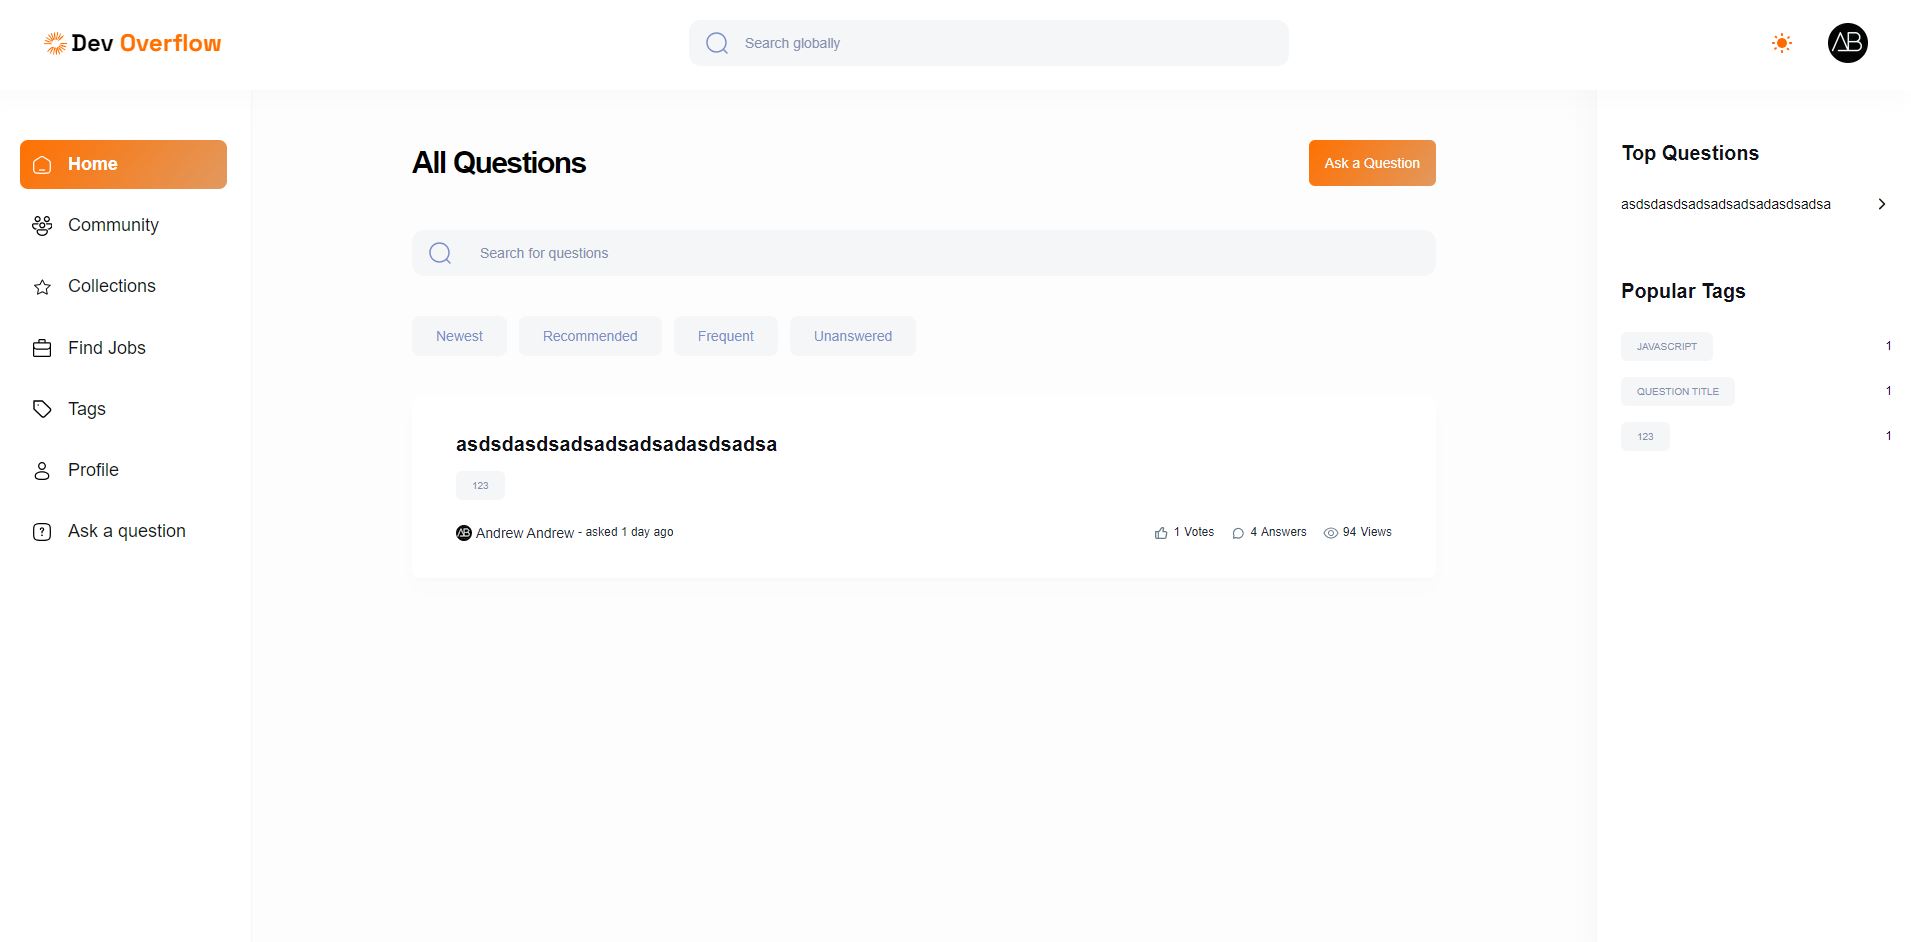 Dev Overflow
Search globally
AB
Home
Community
Collections
Find Jobs
Tags
Profile
Ask a question
All Questions
Ask a Question
Search for questions
Newest
Recommended
Frequent
Unanswered
asdsdasdsadsadsadsadasdsadsa
123
AB Andrew Andrew - asked 1 day ago
1 Votes
4 Answers
94 Views
Top Questions
asdsdasdsadsadsadsadasdsadsa
Popular Tags
JAVASCRIPT 1
QUESTION TITLE 1
123 1